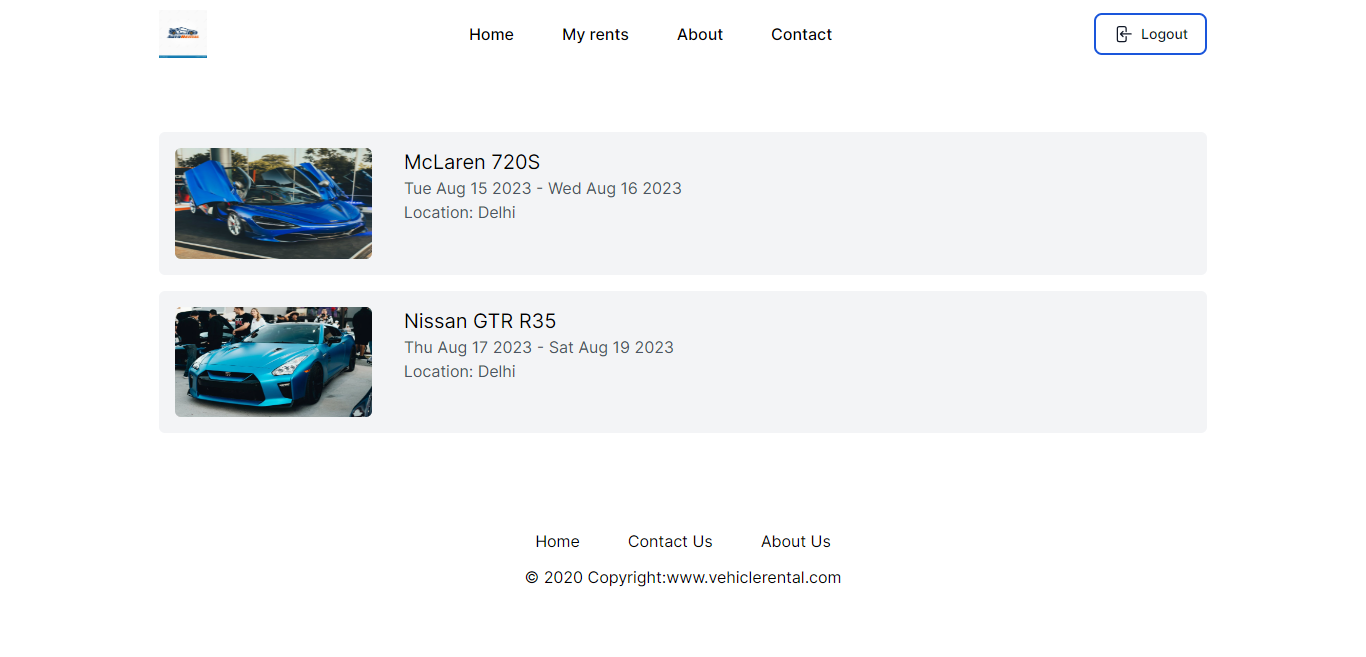 Home
My rents
About
Contact
Logout
McLaren 720S
Tue Aug 15 2023 - Wed Aug 16 2023
Location: Delhi
Nissan GTR R35
Thu Aug 17 2023 - Sat Aug 19 2023
Location: Delhi
Home
Contact Us
About Us
© 2020 Copyright:www.vehiclerental.com